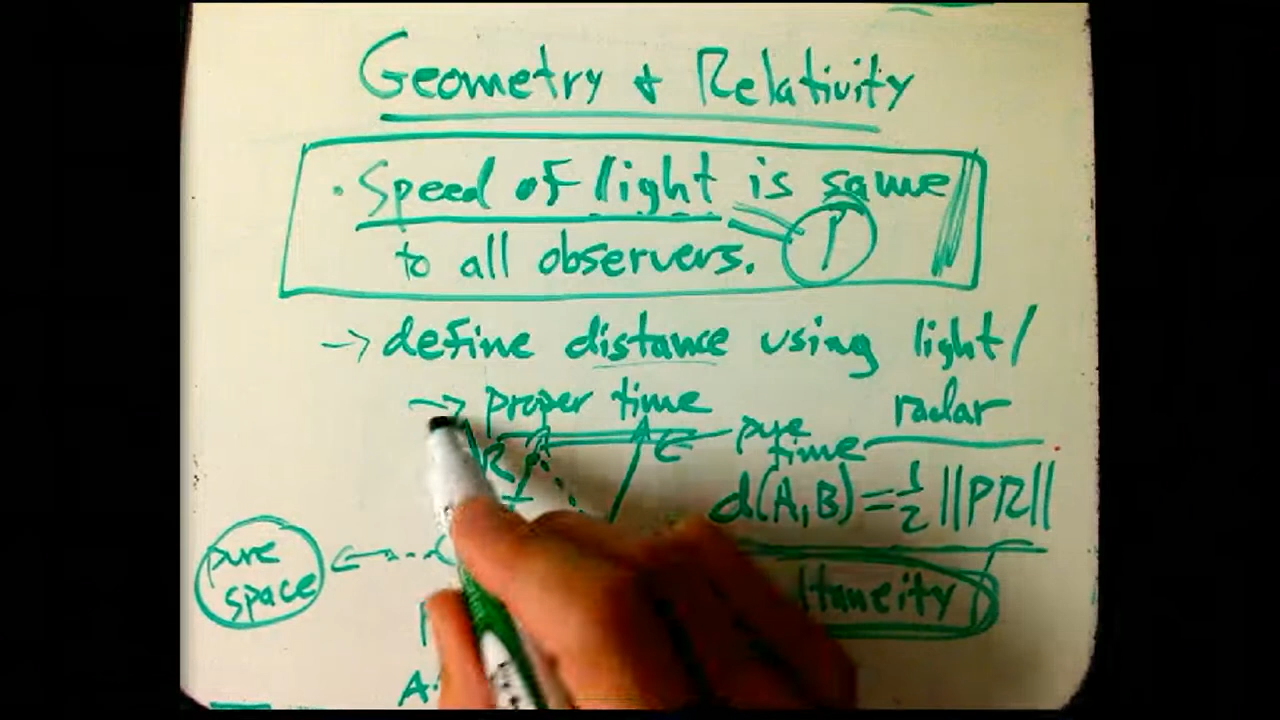 Geometry + Relativity
· Speed of light is same
to all observers. P
→ define distance using light/
radar
→ proper time
pure
time
R
d(A,B) = 1/2 ||PR||
pure
space
ltaneity
A